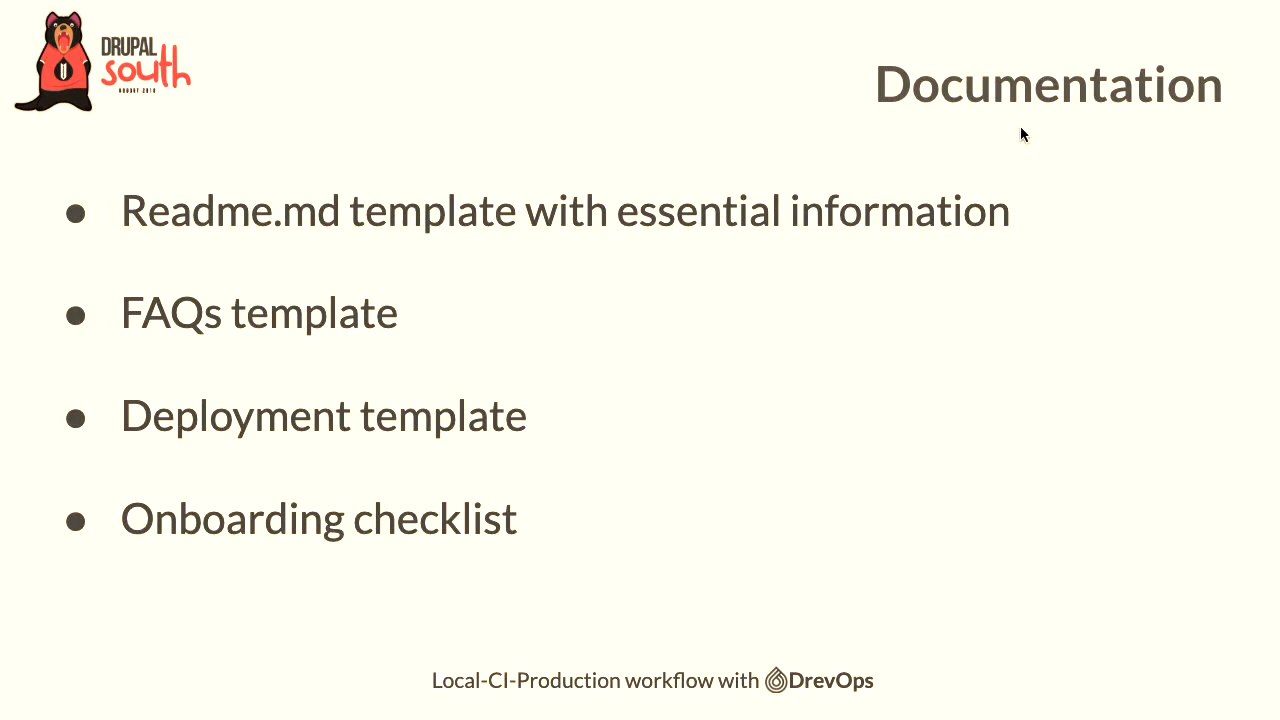 DRUPAL
south
Documentation
● Readme.md template with essential information
● FAQs template
● Deployment template
● Onboarding checklist
Local-CI-Production workflow with DrevOps